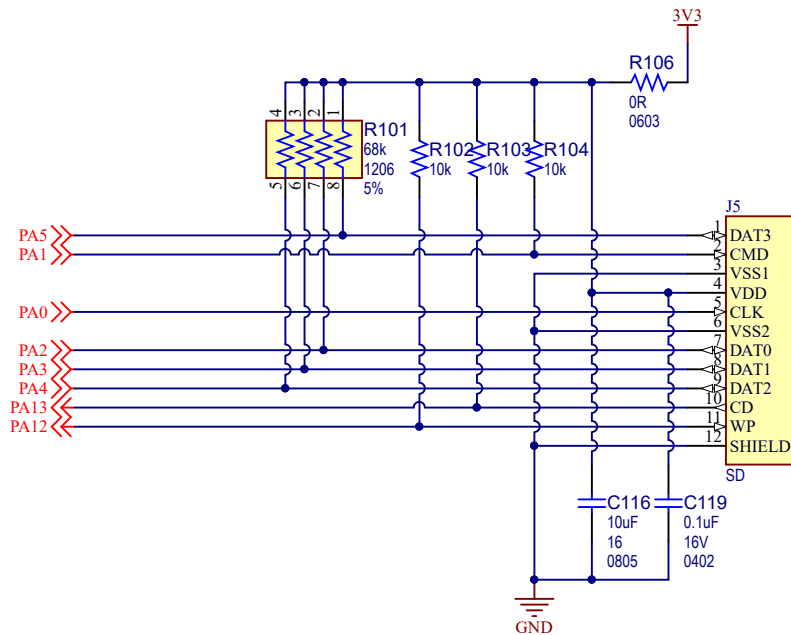 3V3
R106
0R
0603
4
3
2
1
R101
68k
1206
5%
5
6
7
8
R102
10k
R103
10k
R104
10k
J5
PA5
1
DAT3
PA1
2
CMD
3
VSS1
4
VDD
PA0
5
CLK
6
VSS2
PA2
7
DAT0
PA3
8
DAT1
PA4
9
DAT2
PA13
10
CD
PA12
11
WP
12
SHIELD
SD
C116
10uF
16
0805
C119
0.1uF
16V
0402
GND